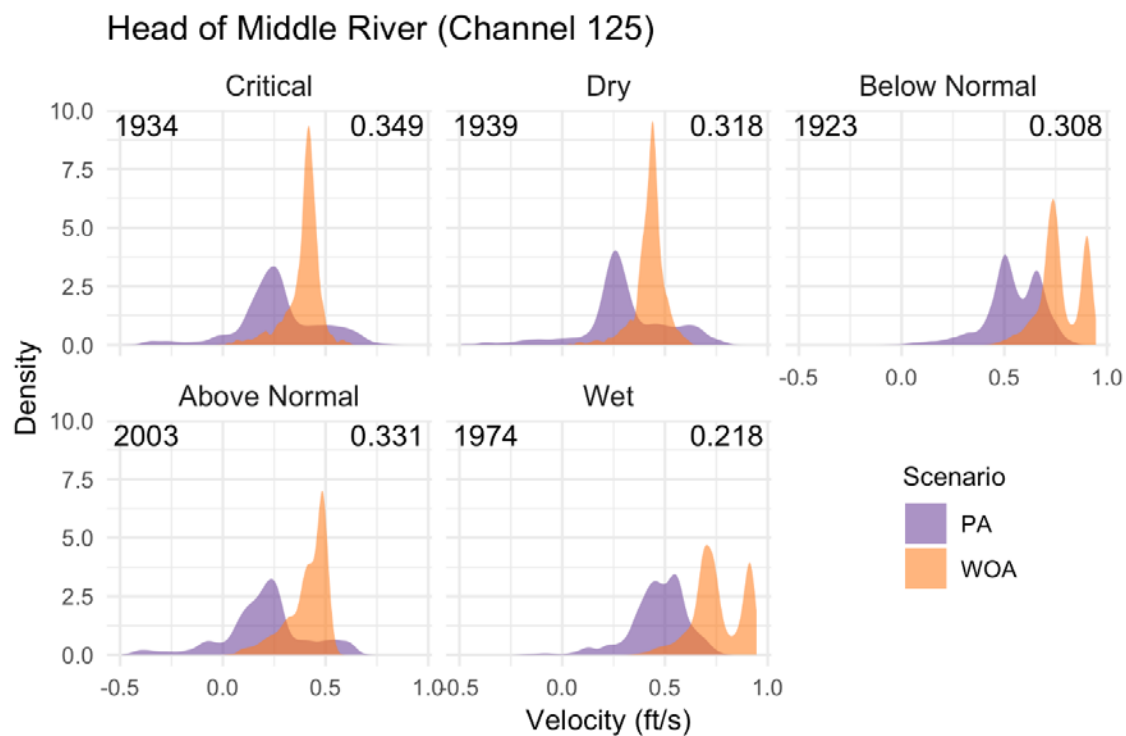 Head of Middle River (Channel 125)
Critical
Dry
Below Normal
10.0
1934
0.349
1939
0.318
1923
0.308
7.5
5.0
2.5
0.0
-0.5
0.0
0.5
1.0
Density
Above Normal
Wet
10.0
2003
0.331
1974
0.218
7.5
5.0
2.5
0.0
-0.5
0.0
0.5
1.0
-0.5
0.0
0.5
1.0
Velocity (ft/s)
Scenario
PA
WOA